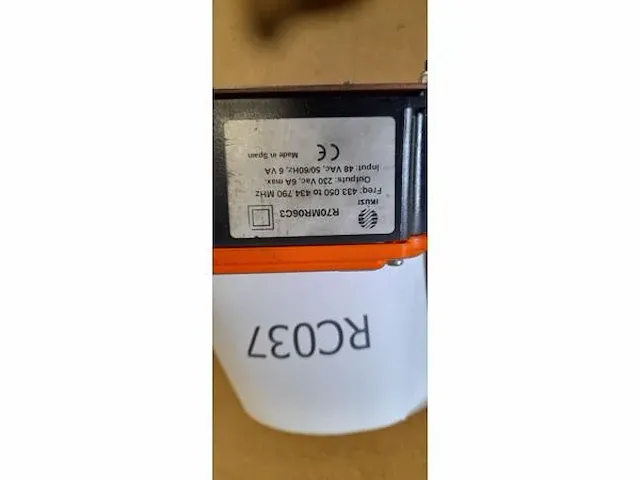 RC037
IKUSI
R70MR06C3
Freq: 433.050 to 434.790 MHz
Outputs: 230 Vac, 6A max.
Input: 48 VAc, 50/60Hz, 6 VA
CE Made in Spain